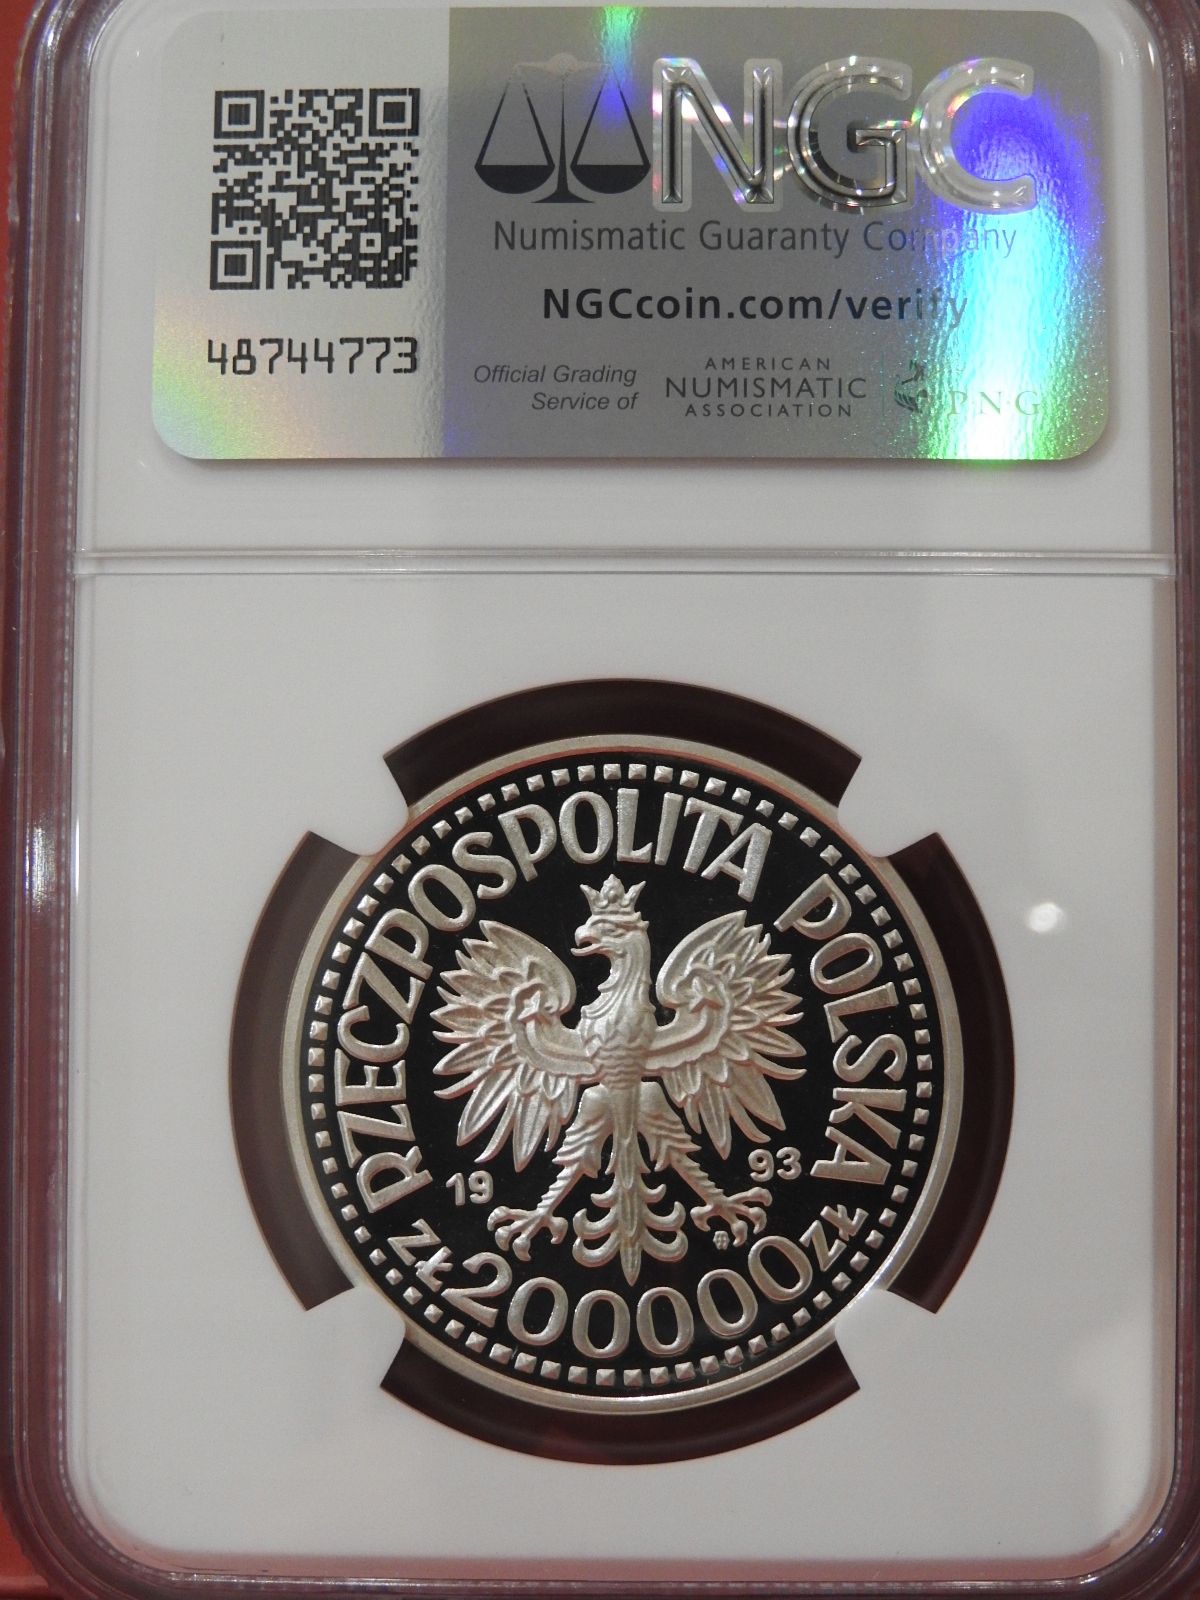 NGC
Numismatic Guaranty Company
NGCcoin.com/verify
48744773
Official Grading
Service of
AMERICAN
NUMISMATIC
ASSOCIATION
PNG
RZECZPOSPOLITA POLSKA
19 93
zł 200000 zł